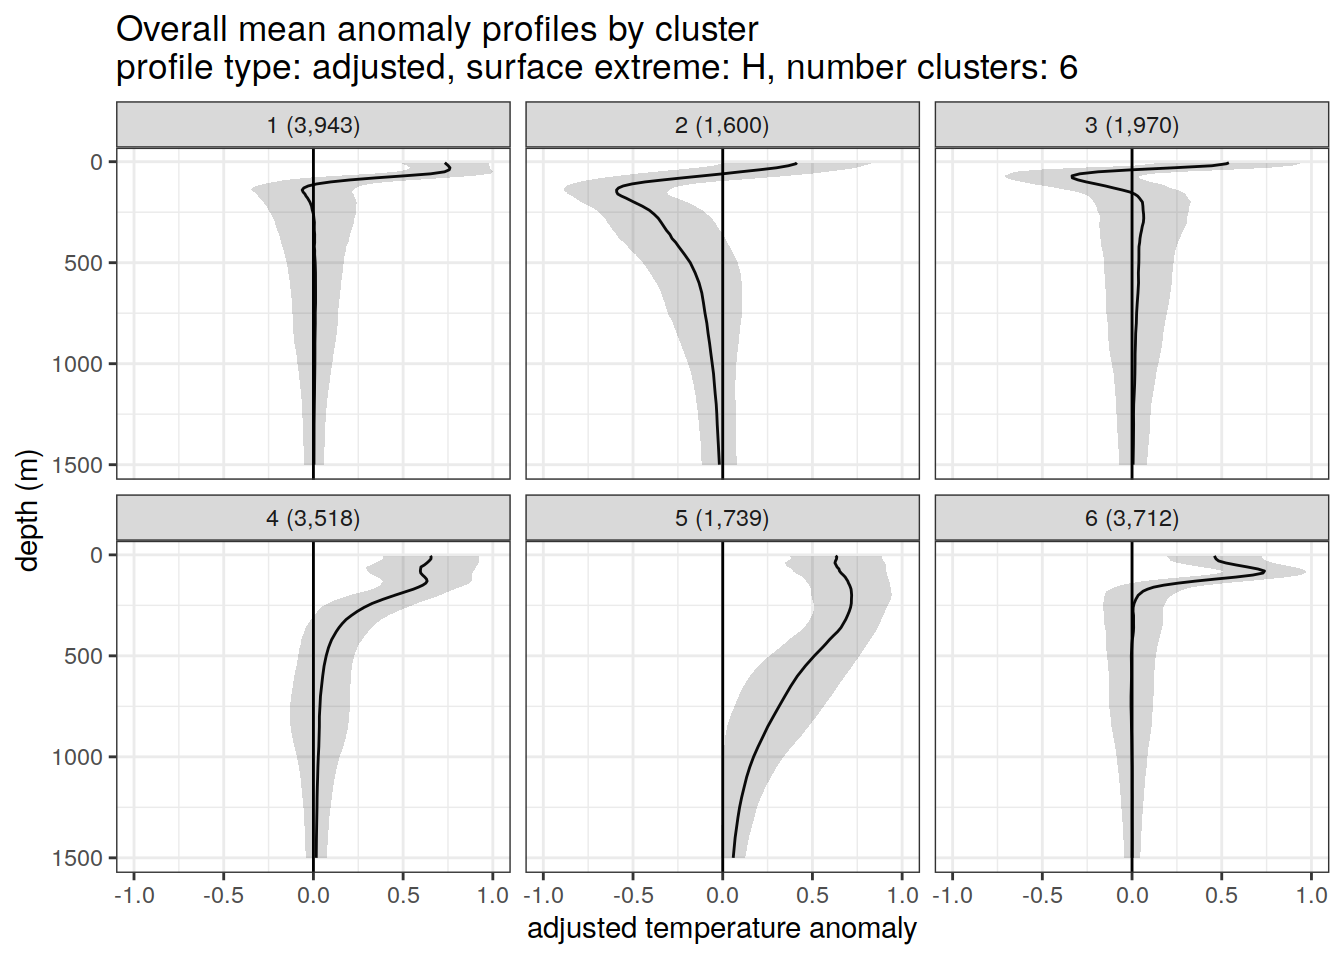 Overall mean anomaly profiles by cluster
profile type: adjusted, surface extreme: H, number clusters: 6
1 (3,943)
2 (1,600)
3 (1,970)
0
500
1000
1500
depth (m)
4 (3,518)
5 (1,739)
6 (3,712)
0
500
1000
1500
-1.0 -0.5 0.0 0.5 1.0
-1.0 -0.5 0.0 0.5 1.0
-1.0 -0.5 0.0 0.5 1.0
adjusted temperature anomaly